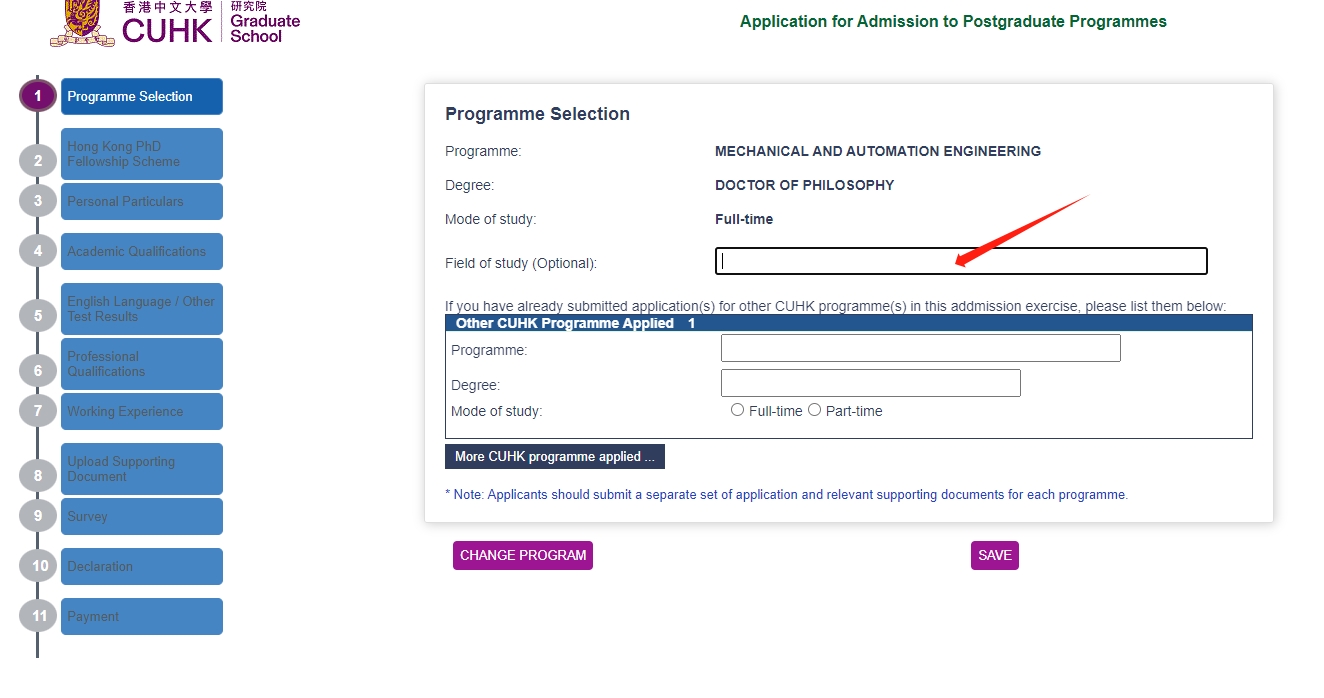 香港中文大學
研究院
CUHK
Graduate
School
Application for Admission to Postgraduate Programmes
1
Programme Selection
2
Hong Kong PhD
Fellowship Scheme
3
Personal Particulars
4
Academic Qualifications
5
English Language / Other
Test Results
6
Professional
Qualifications
7
Working Experience
8
Upload Supporting
Document
9
Survey
10
Declaration
11
Payment
Programme Selection
Programme: MECHANICAL AND AUTOMATION ENGINEERING
Degree: DOCTOR OF PHILOSOPHY
Mode of study: Full-time
Field of study (Optional):
If you have already submitted application(s) for other CUHK programme(s) in this addmission exercise, please list them below:
Other CUHK Programme Applied 1
Programme:
Degree:
Mode of study: Full-time Part-time
More CUHK programme applied ...
* Note: Applicants should submit a separate set of application and relevant supporting documents for each programme.
CHANGE PROGRAM
SAVE